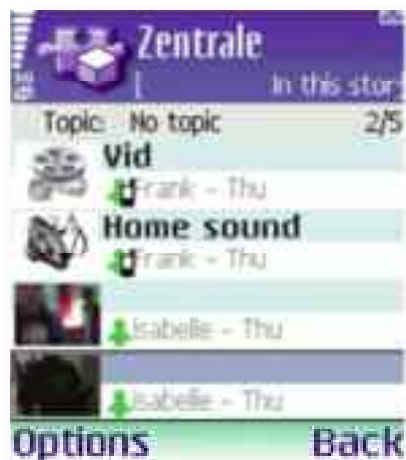 Zentrale
In this story
Topic: No topic 2/5
Vid
Frank - Thu
Home sound
Frank - Thu
Isabelle - Thu
Isabelle - Thu
Options Back